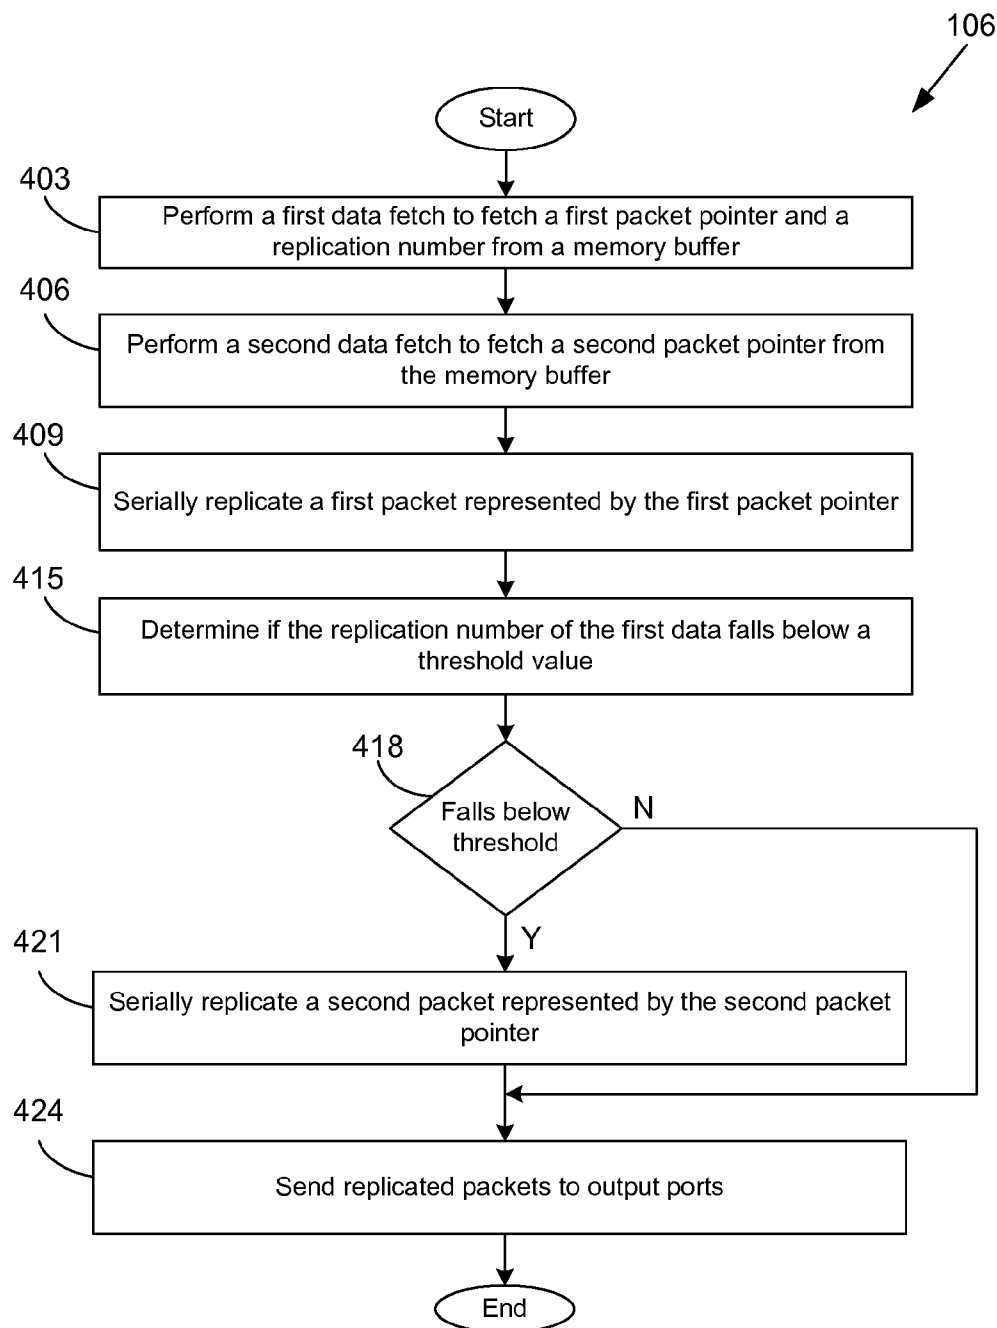 106
Start
403
Perform a first data fetch to fetch a first packet pointer and a
replication number from a memory buffer
406
Perform a second data fetch to fetch a second packet pointer from
the memory buffer
409
Serially replicate a first packet represented by the first packet pointer
415
Determine if the replication number of the first data falls below a
threshold value
418
Falls below
threshold
N
Y
421
Serially replicate a second packet represented by the second packet
pointer
424
Send replicated packets to output ports
End